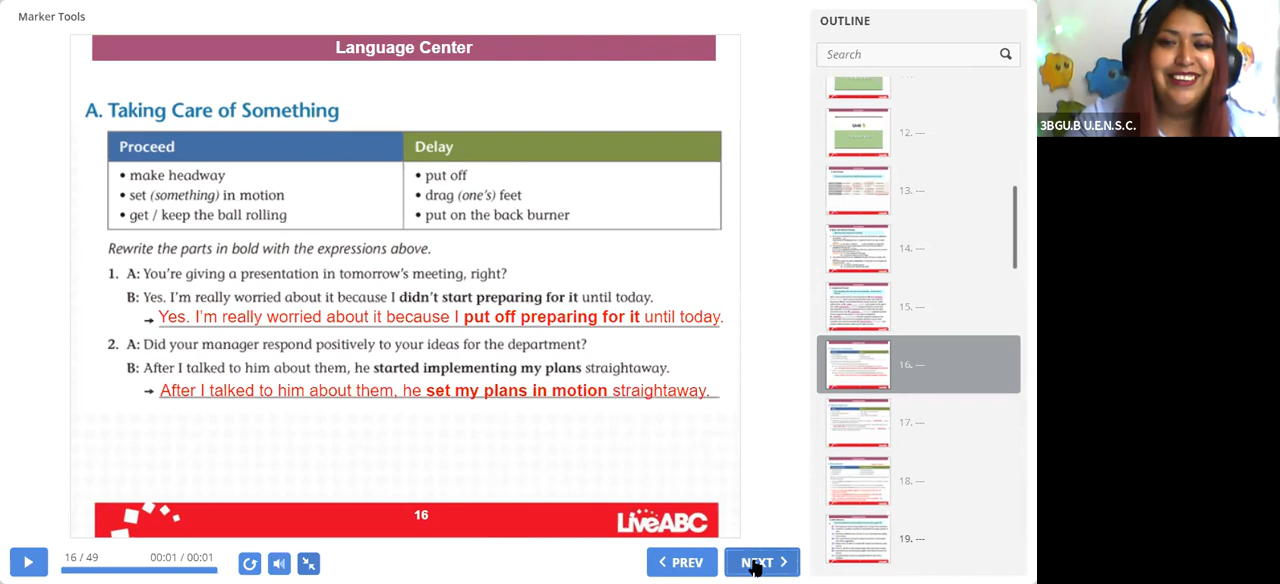 Marker Tools
Language Center
A. Taking Care of Something
Proceed
Delay
• make headway
• put off
• set (something) in motion
• drag (one's) feet
• get / keep the ball rolling
• put on the back burner
Rewrite the parts in bold with the expressions above.
1. A: You're giving a presentation in tomorrow's meeting, right?
B: Yes. I'm really worried about it because I didn't start preparing for it until today.
→ Yes. I'm really worried about it because I put off preparing for it until today.
2. A: Did your manager respond positively to your ideas for the department?
B: After I talked to him about them, he started implementing my plans straightaway.
→ After I talked to him about them, he set my plans in motion straightaway.
16
LiveABC
16 / 49
00:01 / 00:01
PREV
NEXT
OUTLINE
Search
12. ---
13. ---
14. ---
15. ---
16. ---
17. ---
18. ---
19. ---
3BGU.B U.E.N.S.C.